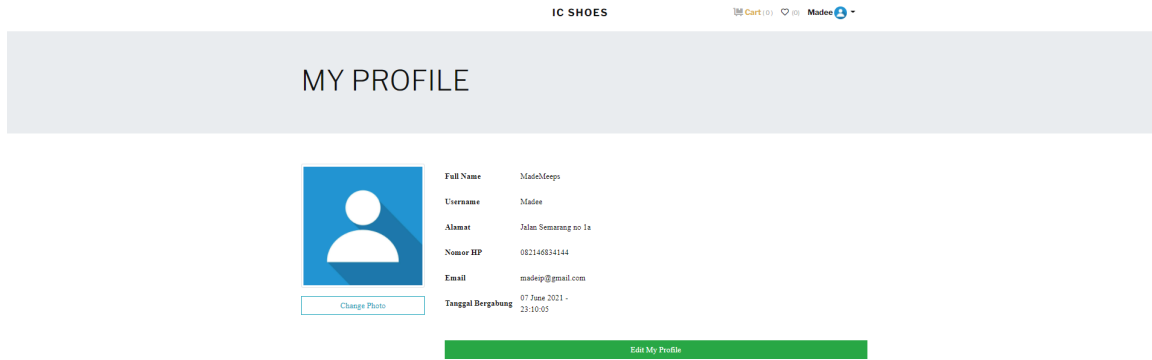 IC SHOES
Cart (0) (0) Madee
MY PROFILE
Full Name MadeMeeps
Username Madee
Alamat Jalan Semarang no 1a
Nomor HP 082146834144
Email madeip@gmail.com
Tanggal Bergabung 07 June 2021 -
23:10:05
Change Photo
Edit My Profile